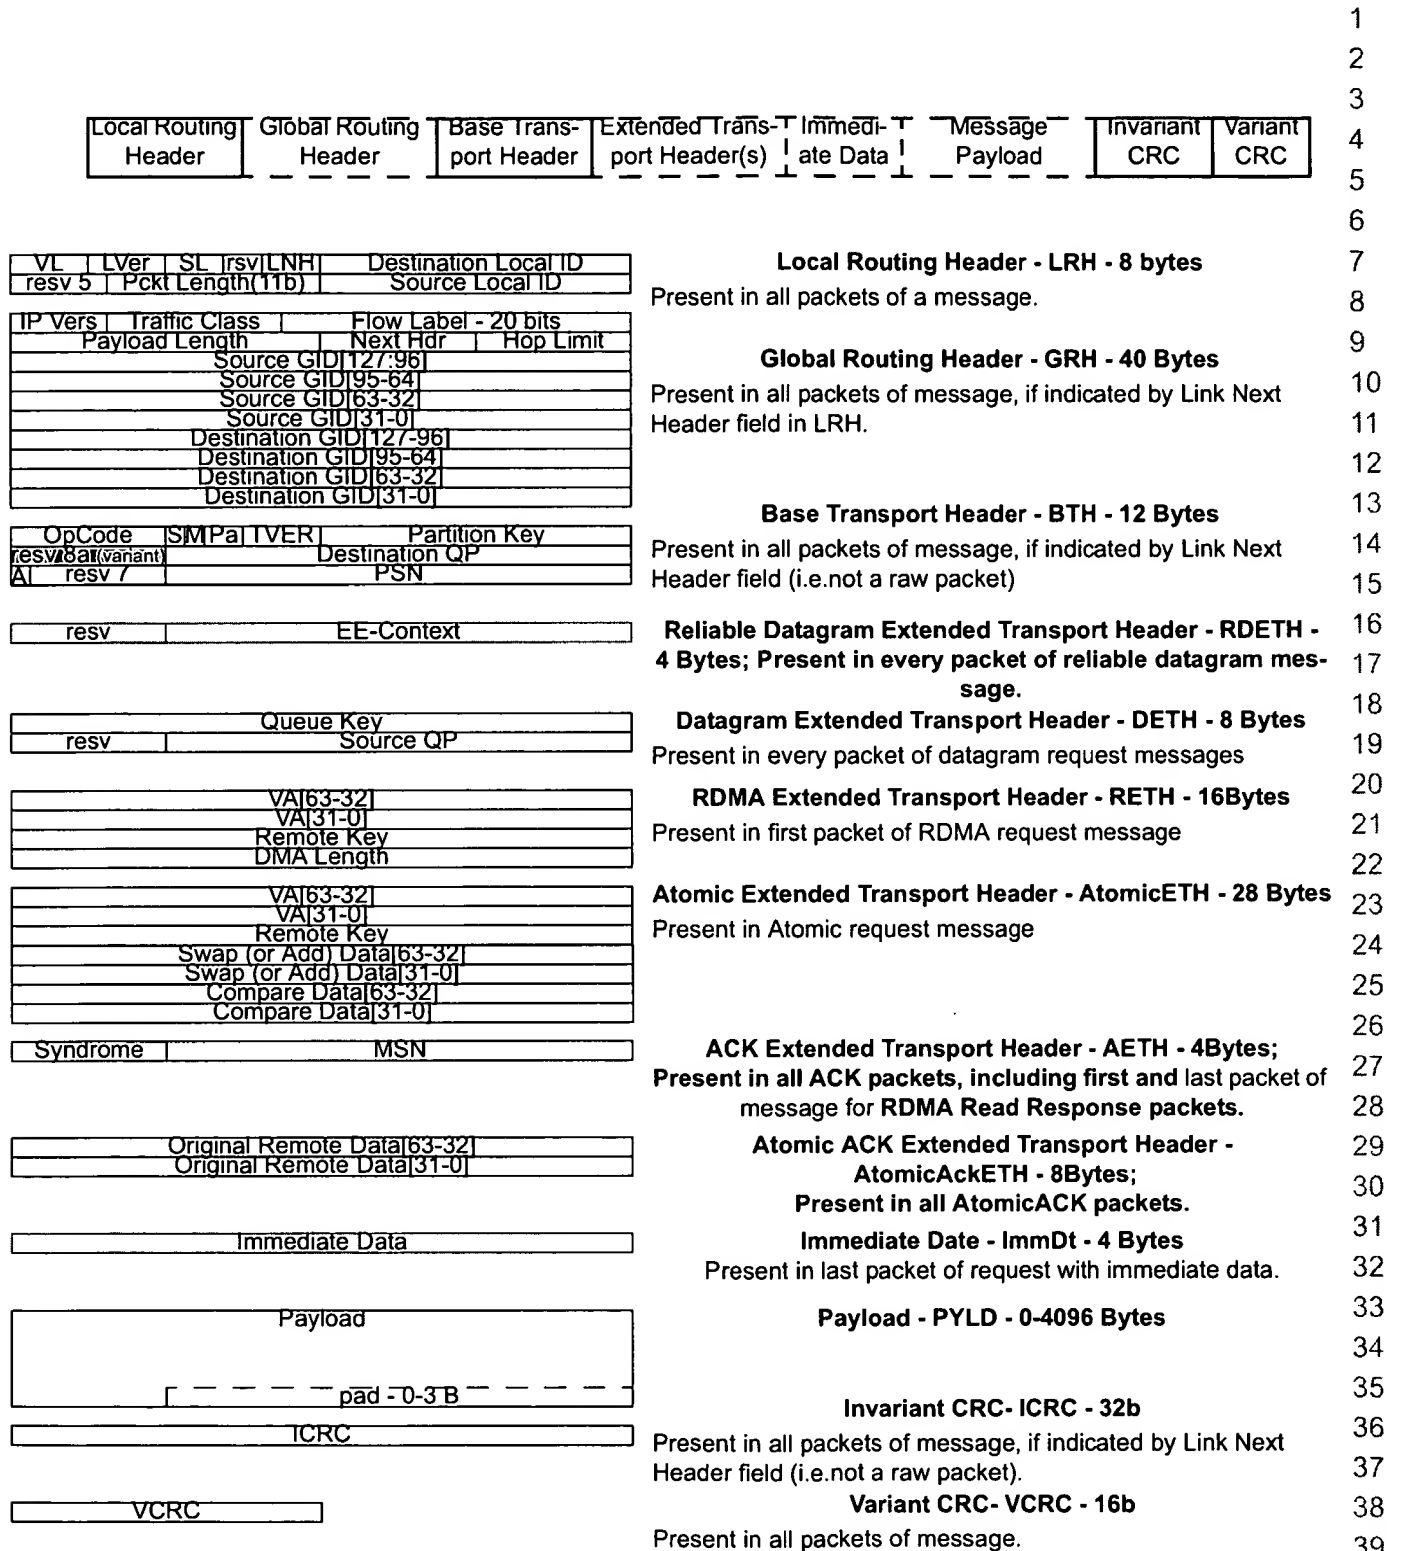 1
2
3
Local Routing Header
Global Routing Header
Base Trans-port Header
Extended Trans-port Header(s)
Immedi-ate Data
Message Payload
Invariant CRC
Variant CRC
4
5
6
VL LVer SL rsv LNH Destination Local ID
resv 5 Pckt Length(11b) Source Local ID
Local Routing Header - LRH - 8 bytes 7
Present in all packets of a message. 8
IP Vers Traffic Class Flow Label - 20 bits
Payload Length Next Hdr Hop Limit
Source GID[127:96]
Source GID[95-64]
Source GID[63-32]
Source GID[31-0]
Destination GID[127-96]
Destination GID[95-64]
Destination GID[63-32]
Destination GID[31-0]
9
Global Routing Header - GRH - 40 Bytes
Present in all packets of message, if indicated by Link Next 10
Header field in LRH. 11
12
OpCode SM Pa TVER Partition Key
Destination QP
A resv 7 PSN
Base Transport Header - BTH - 12 Bytes 13
Present in all packets of message, if indicated by Link Next 14
Header field (i.e.not a raw packet) 15
resv EE-Context
Reliable Datagram Extended Transport Header - RDETH - 16
4 Bytes; Present in every packet of reliable datagram mes- 17
sage.
Queue Key
resv Source QP
18
Datagram Extended Transport Header - DETH - 8 Bytes
Present in every packet of datagram request messages 19
VA[63-32]
VA[31-0]
Remote Key
DMA Length
20
RDMA Extended Transport Header - RETH - 16Bytes
Present in first packet of RDMA request message 21
22
VA[63-32]
VA[31-0]
Remote Key
Swap (or Add) Data[63-32]
Swap (or Add) Data[31-0]
Compare Data[63-32]
Compare Data[31-0]
Atomic Extended Transport Header - AtomicETH - 28 Bytes 23
Present in Atomic request message
24
25
26
Syndrome MSN
ACK Extended Transport Header - AETH - 4Bytes;
Present in all ACK packets, including first and last packet of 27
message for RDMA Read Response packets. 28
Original Remote Data[63-32]
Original Remote Data[31-0]
Atomic ACK Extended Transport Header - 29
AtomicAckETH - 8Bytes;
Present in all AtomicACK packets. 30
Immediate Data
31
Immediate Date - ImmDt - 4 Bytes
Present in last packet of request with immediate data. 32
Payload
pad - 0-3 B
Payload - PYLD - 0-4096 Bytes 33
34
35
ICRC
Invariant CRC- ICRC - 32b
36
Present in all packets of message, if indicated by Link Next
Header field (i.e.not a raw packet). 37
VCRC
Variant CRC- VCRC - 16b 38
Present in all packets of message. 39